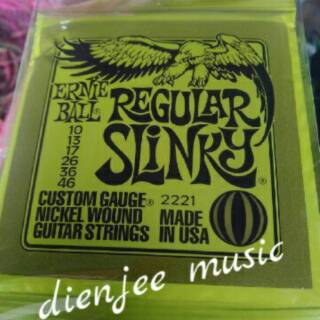 ERNIE BALL
REGULAR SLINKY®
10
13
17
26
36
46
CUSTOM GAUGE® 2221
NICKEL WOUND MADE
GUITAR STRINGS IN USA
®
dienjee music